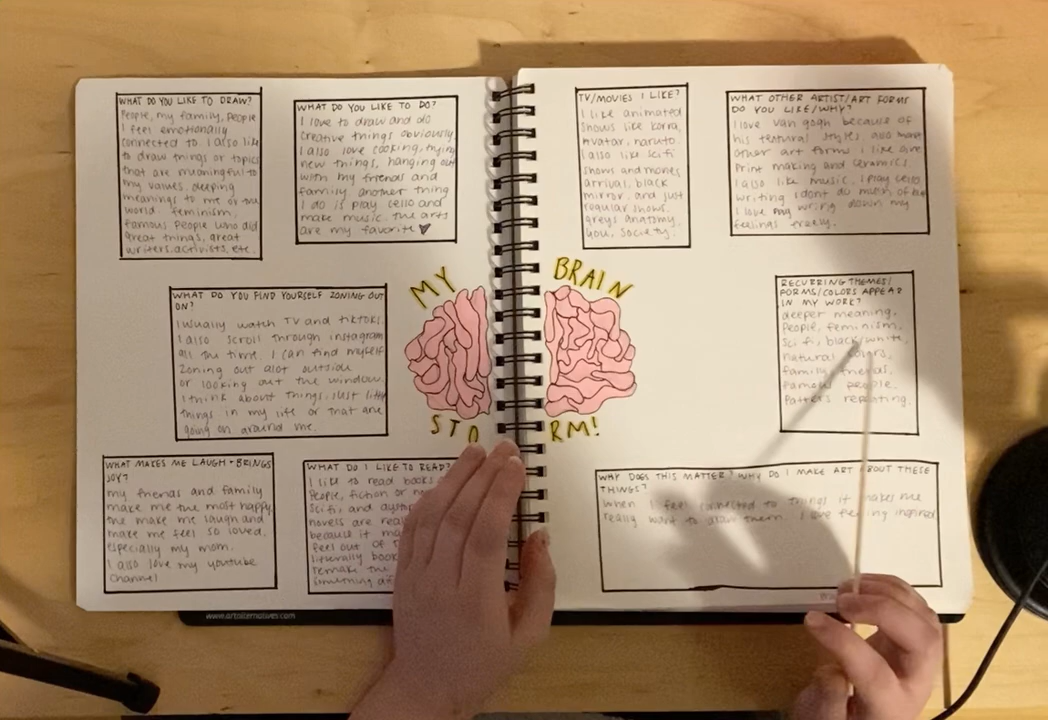 WHAT DO YOU LIKE TO DRAW?
People, my family, People
I feel emotionally
connected to. I also like
to draw things or topics
that are meaningful to
my values. deeping
meanings to me or the
world. feminism,
famous People who did
great things, great
writers, activists, etc.
WHAT DO YOU LIKE TO DO?
I love to draw and do
creative things obviously
I also love cooking, trying
new things, hanging out
with my friends and
family another thing
I do is play cello and
make music. the arts
are my favorite
TV/MOVIES I LIKE?
I like animated
shows like korra,
Avatar, naruto.
I also like scifi
shows and movies
arrival, black
mirror, and just
regular shows.
greys anatomy,
You, Society.
WHAT OTHER ARTIST/ART FORMS
DO YOU LIKE/WHY?
I love van gogh because of
his textural styles
other art forms I like are
Print making and ceramics.
I also like music. I play cello
writing I dont do much of but
I love my wring down my
feelings freely.
WHAT DO YOU FIND YOURSELF ZONING OUT
ON?
I usually watch TV and tiktoks.
I also scroll through instagram
all the time. I can find myself
zoning out alot outside
or looking out the window.
I think about things. Just
things in my life or that are
going on around me.
MY BRAIN
STO RM!
RECURRING THEMES/
FORMS/COLORS APPEAR
IN MY WORK?
deeper meaning,
People, feminism,
Sci fi, black/white,
natural colors,
family, friends,
famous people,
Patters repeating.
WHAT MAKES ME LAUGH + BRINGS
JOY?
my friends and family
make me the most happy
the make me laugh and
make me feel so loved.
especially my mom.
I also love my youtube
channel
WHAT DO I LIKE TO READ?
I like to read books
People, fiction or
Sci fi, and
novels are
because it
feel out of
literally book
remake the
something
WHY DOES THIS MATTER? WHY DO I MAKE ART ABOUT THESE
THINGS?
When I feel connected to things it makes me
really want to draw them. I love feeling inspired
www.artalternatives.com